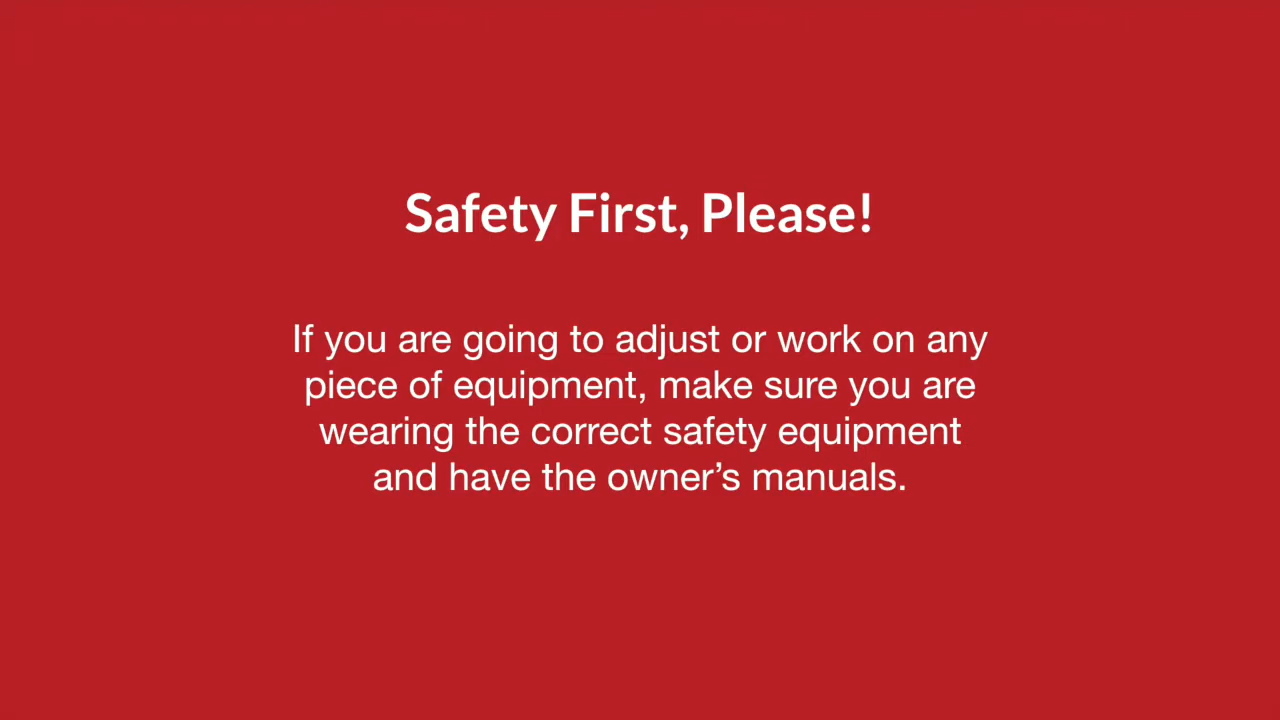 Safety First, Please!
If you are going to adjust or work on any
piece of equipment, make sure you are
wearing the correct safety equipment
and have the owner’s manuals.